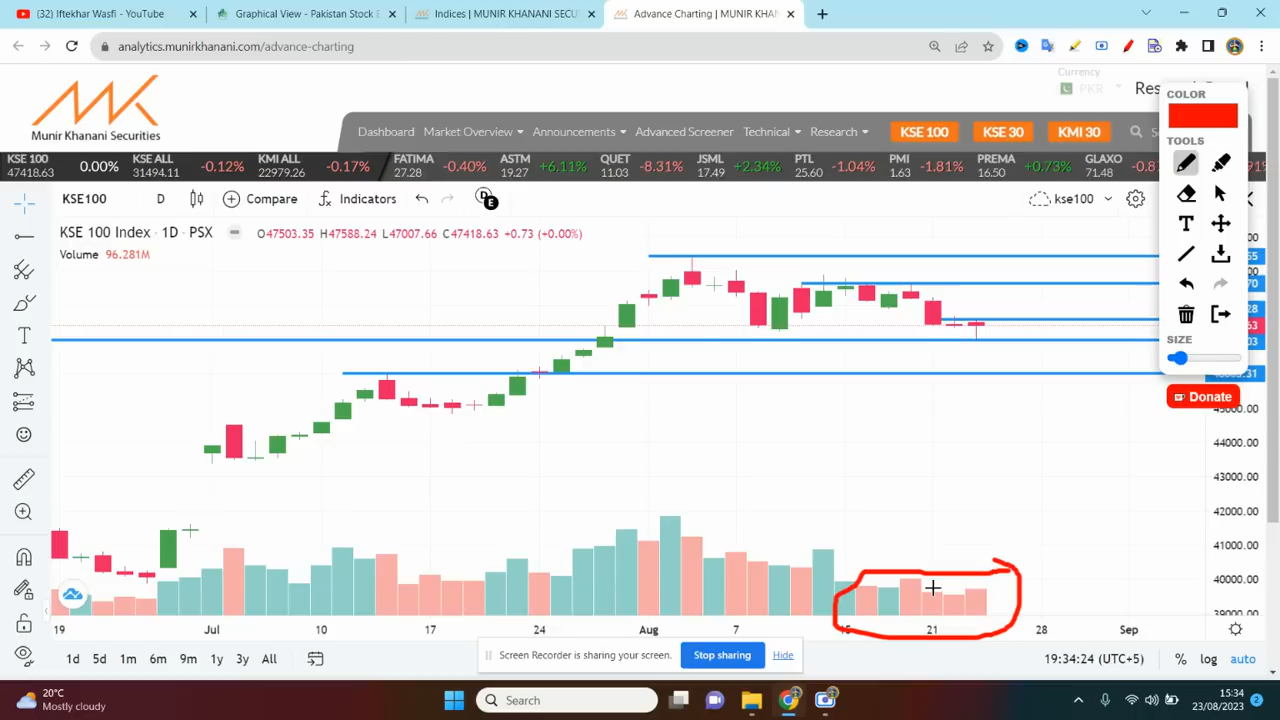 (32) Iftekhar Wasfi - YouTube
Graphical View - Pakistan Stock E
Indices | MUNIR KHANANI SECU
Advance Charting | MUNIR KHAN
analytics.munirkhanani.com/advance-charting
Munir Khanani Securities
Currency
PKR
Dashboard Market Overview Announcements Advanced Screener Technical Research KSE 100 KSE 30 KMI 30
KSE 100 0.00% KSE ALL -0.12% KMI ALL -0.17% FATIMA -0.40% ASTM +6.11% QUET -8.31% JSML +2.34% PTL -1.04% PMI -1.81% PREMA +0.73% GLAXO
47418.63 31494.11 22979.26 27.28 19.27 11.03 17.49 25.60 1.63 16.50 71.48
KSE100 D Compare Indicators D E kse100
KSE 100 Index · 1D · PSX O47503.35 H47588.24 L47007.66 C47418.63 +0.73 (+0.00%)
Volume 96.281M
45000.00
44000.00
43000.00
42000.00
41000.00
40000.00
39000.00
19 Jul 10 17 24 Aug 7 15 21 28 Sep
1d 5d 1m 6m 9m 1y 3y All
19:34:24 (UTC+5) % log auto
COLOR
TOOLS
SIZE
Donate
Screen Recorder is sharing your screen. Stop sharing Hide
20°C
Mostly cloudy
Search
15:34
23/08/2023
2